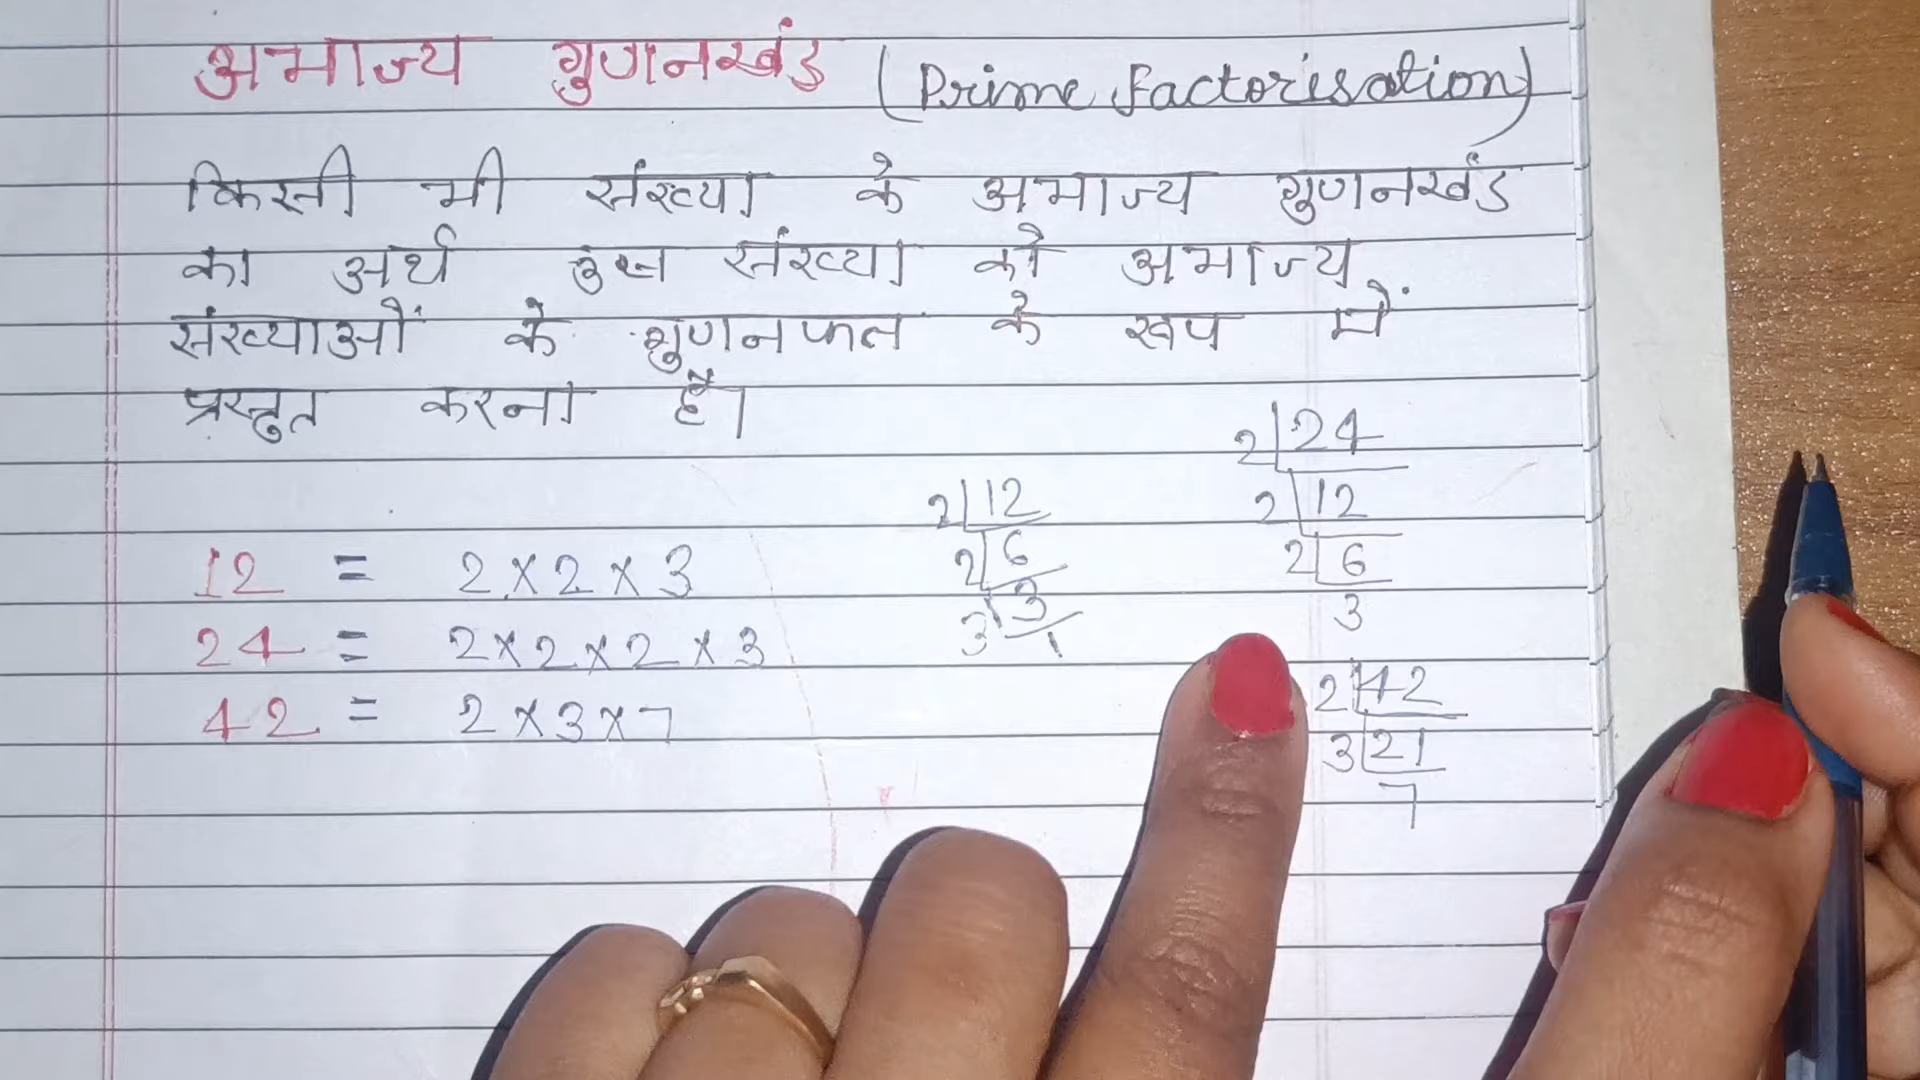 अभाज्य गुणनखंड (Prime factorisation)
किसी भी संख्या के अभाज्य गुणनखंड
का अर्थ उस संख्या को अभाज्य
संख्याओं के गुणनफल के रूप में
प्रस्तुत करना है।
12 = 2 × 2 × 3
24 = 2 × 2 × 2 × 3
42 = 2 × 3 × 7
2 | 12
2 | 6
3 | 3
1
2 | 24
2 | 12
2 | 6
3
2 | 42
3 | 21
7